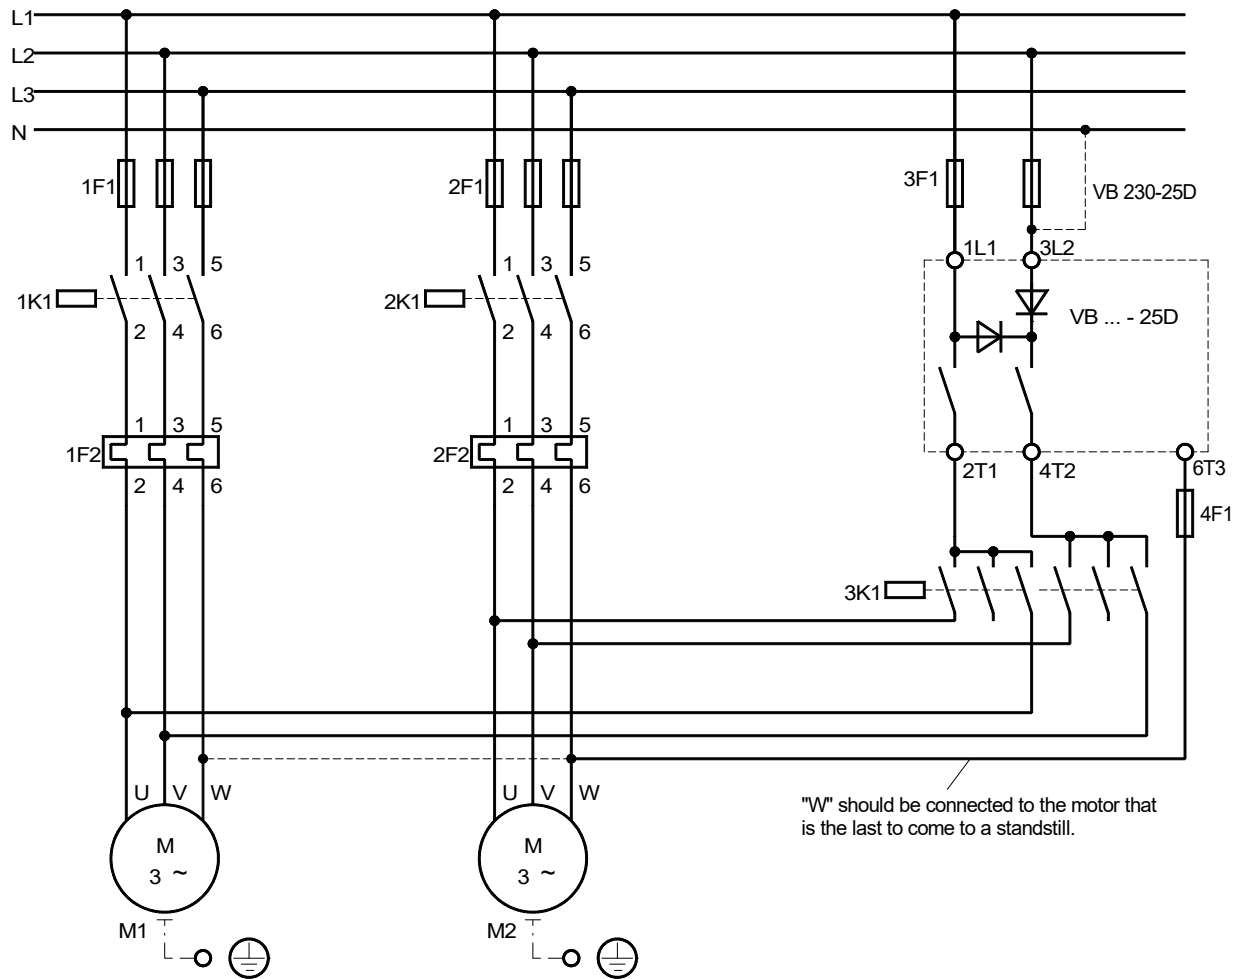 L1
L2
L3
N
1F1
2F1
3F1
VB 230-25D
1L1
3L2
1 3 5
1 3 5
1K1
2K1
VB ... - 25D
2 4 6
2 4 6
1 3 5
1 3 5
1F2
2F2
2T1
4T2
6T3
2 4 6
2 4 6
4F1
3K1
U V W
U V W
"W" should be connected to the motor that
is the last to come to a standstill.
M
3 ~
M
3 ~
M1
M2